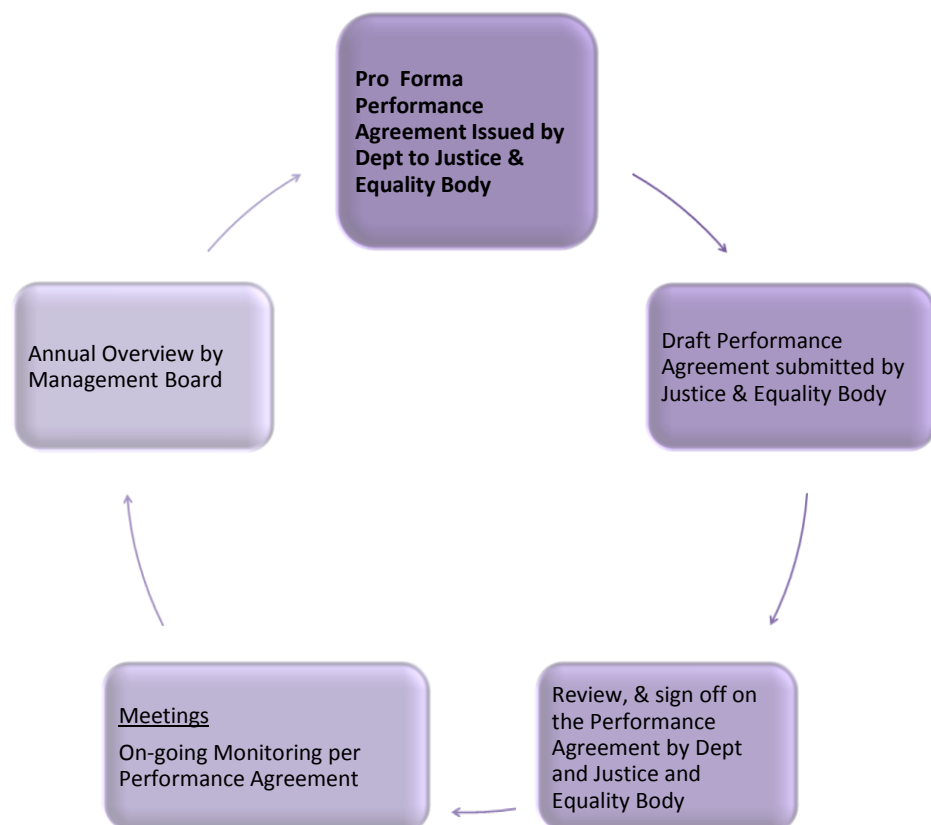 Pro Forma
Performance
Agreement Issued by
Dept to Justice &
Equality Body
Draft Performance
Agreement submitted by
Justice & Equality Body
Review, & sign off on
the Performance
Agreement by Dept
and Justice and
Equality Body
Meetings
On-going Monitoring per
Performance Agreement
Annual Overview by
Management Board